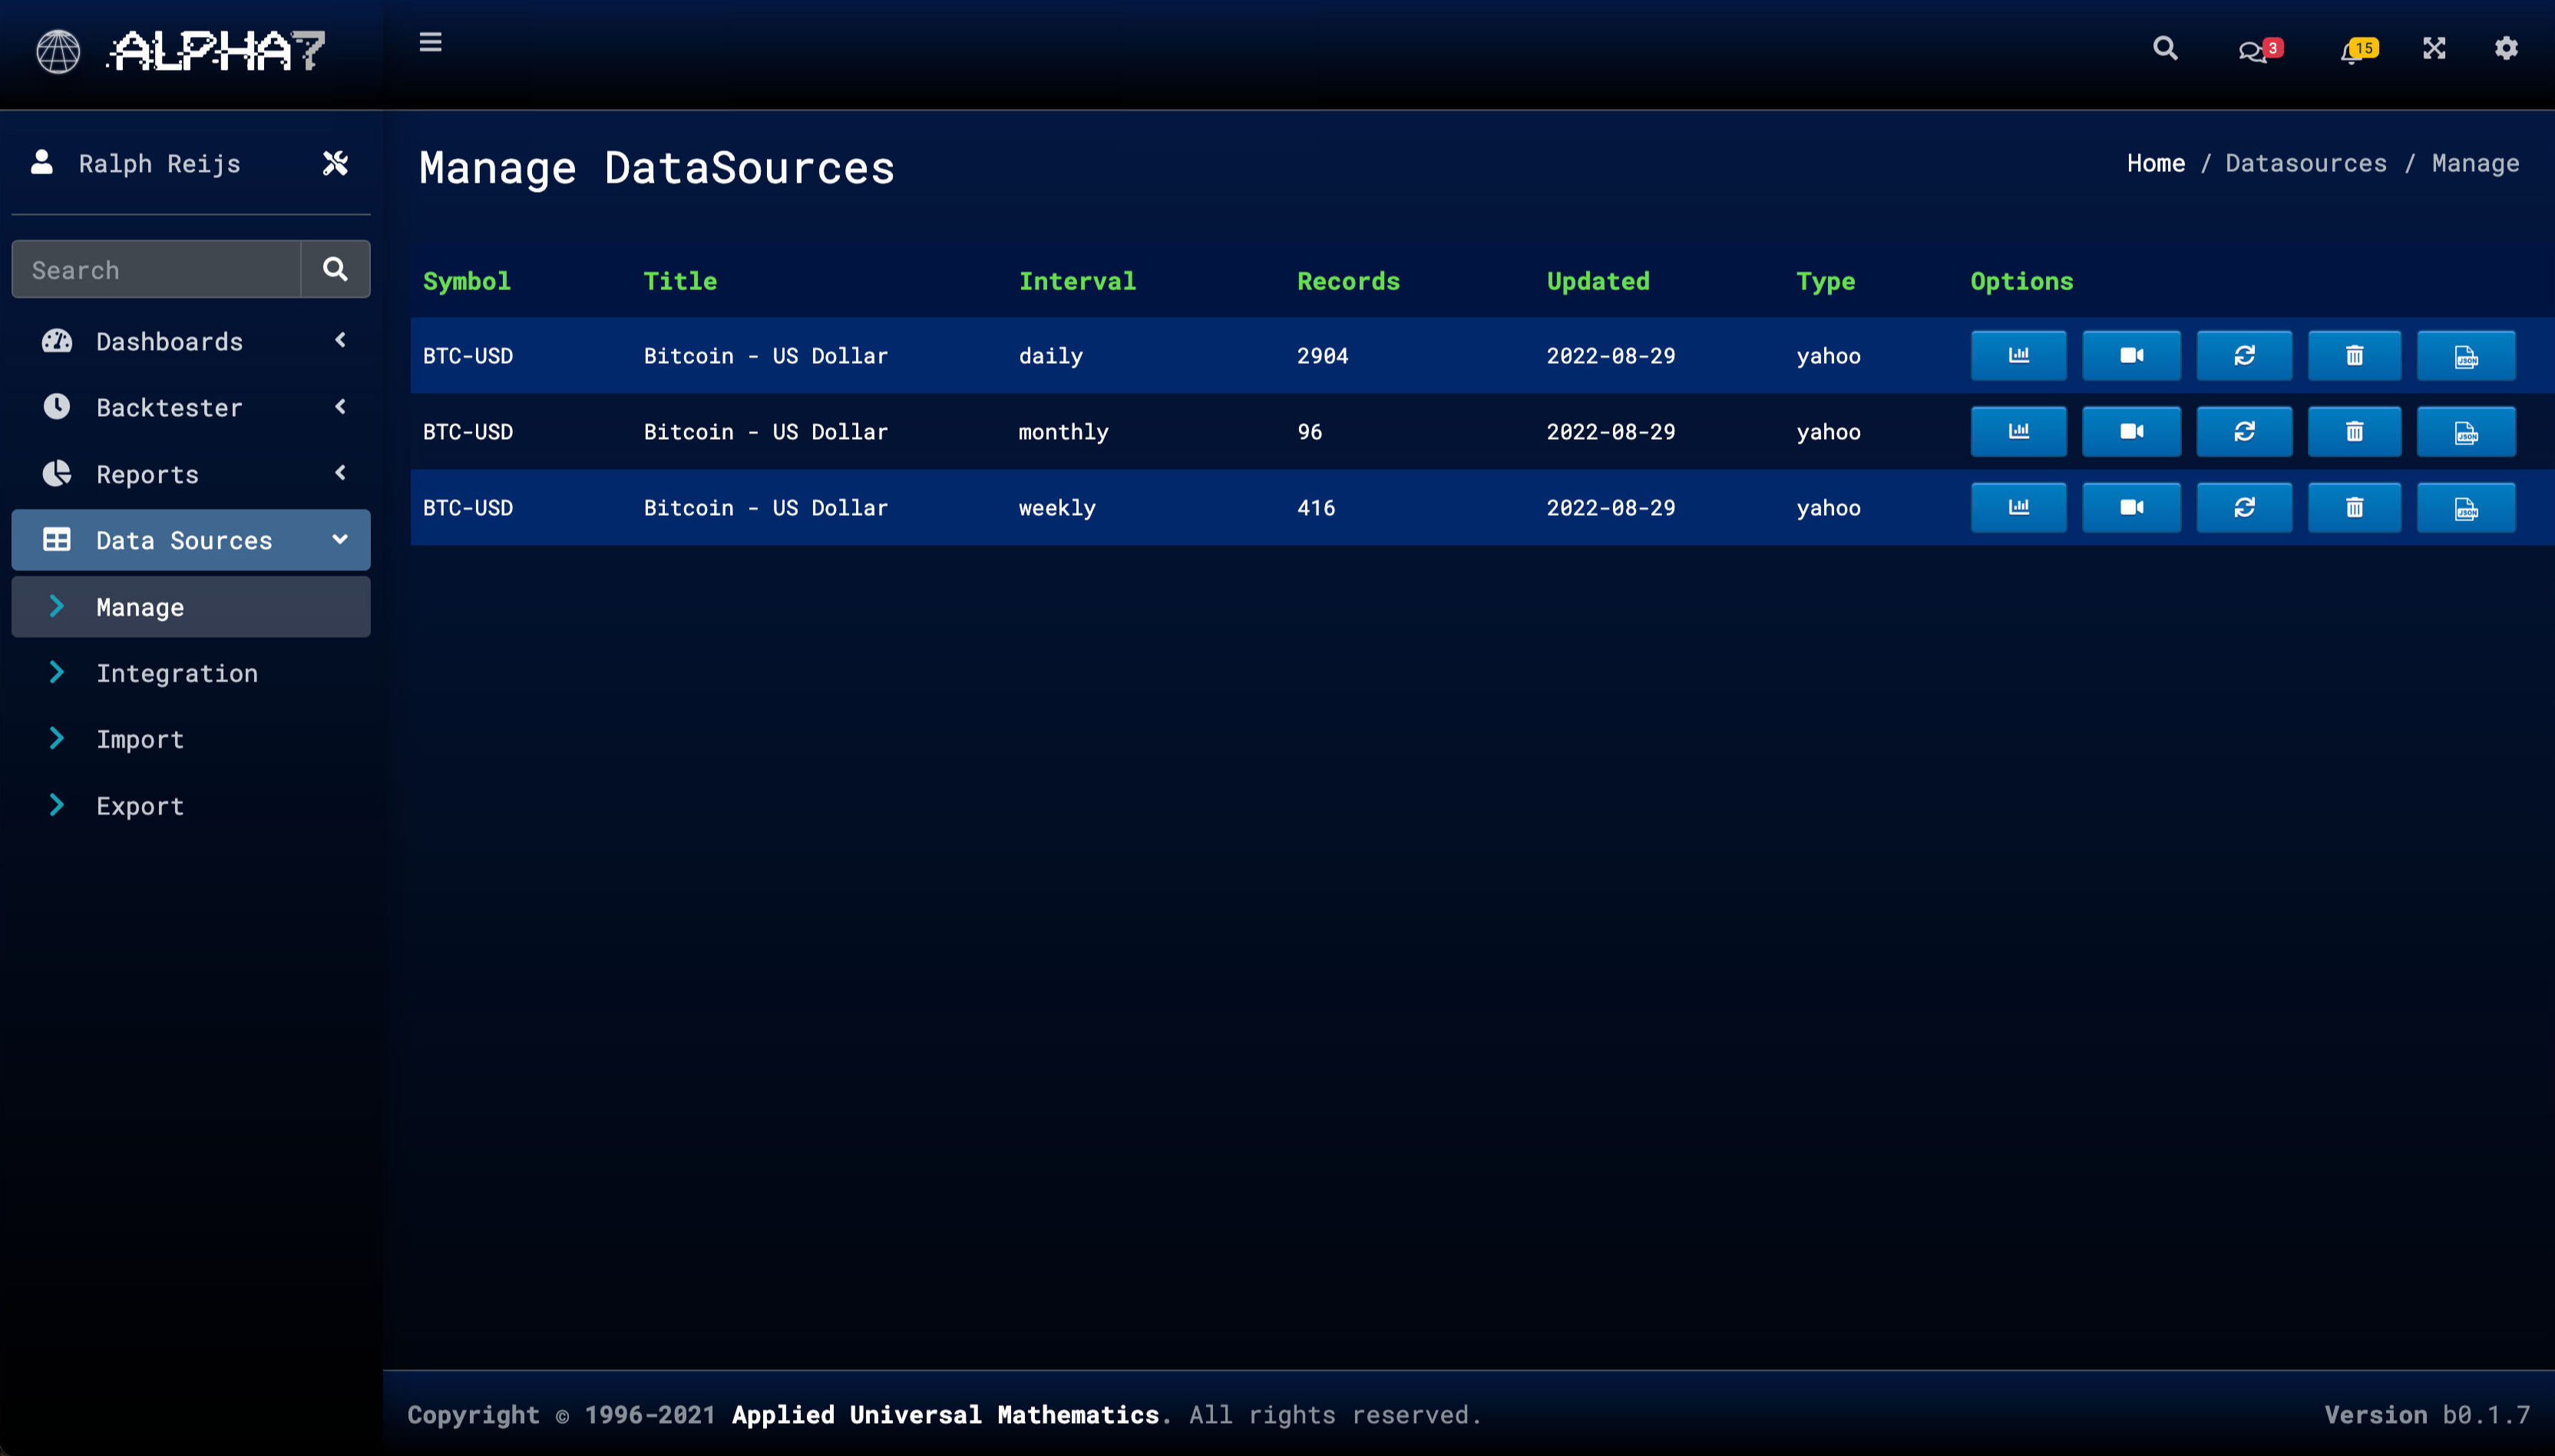 ALPHA7
3
15
Ralph Reijs
Manage DataSources
Home / Datasources / Manage
Search
Symbol Title Interval Records Updated Type Options
Dashboards
BTC-USD Bitcoin - US Dollar daily 2904 2022-08-29 yahoo JSON
Backtester
BTC-USD Bitcoin - US Dollar monthly 96 2022-08-29 yahoo JSON
Reports
BTC-USD Bitcoin - US Dollar weekly 416 2022-08-29 yahoo JSON
Data Sources
Manage
Integration
Import
Export
Copyright © 1996-2021 Applied Universal Mathematics. All rights reserved.
Version b0.1.7